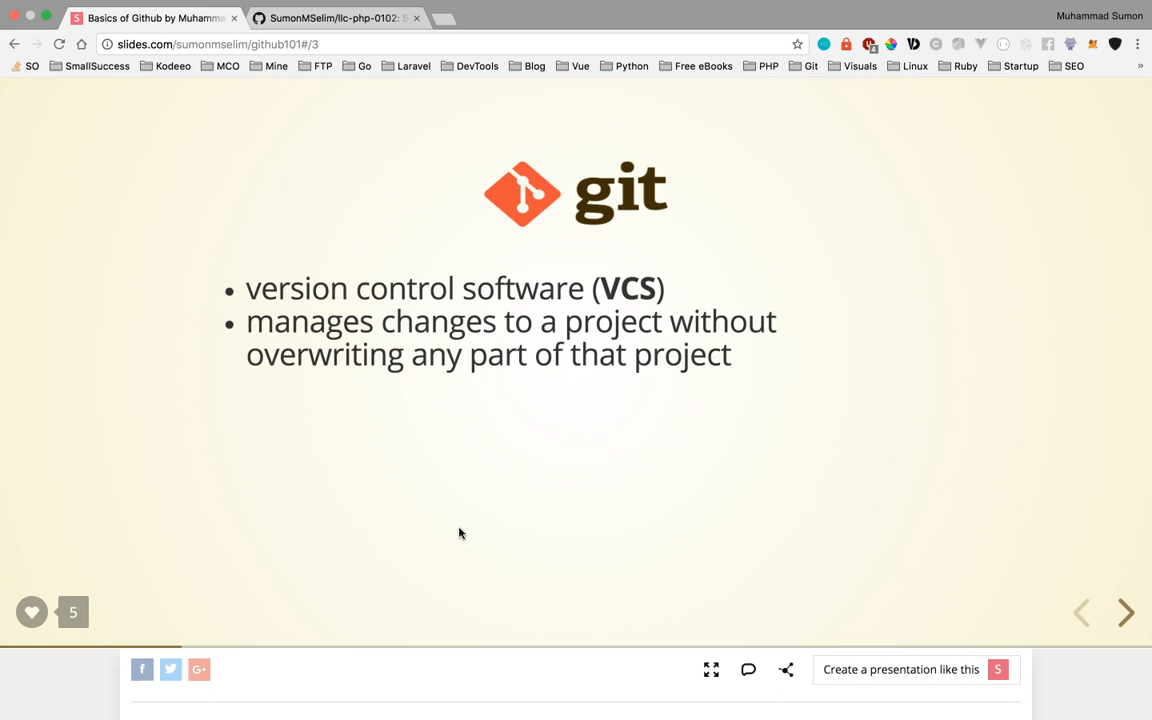 Basics of Github by Muhamma
SumonMSelim/llc-php-0102: S
Muhammad Sumon
slides.com/sumonmselim/github101#/3
4
SO SmallSuccess Kodeeo MCO Mine FTP Go Laravel DevTools Blog Vue Python Free eBooks PHP Git Visuals Linux Ruby Startup SEO »
git
• version control software (VCS)
• manages changes to a project without
overwriting any part of that project
5
Create a presentation like this S